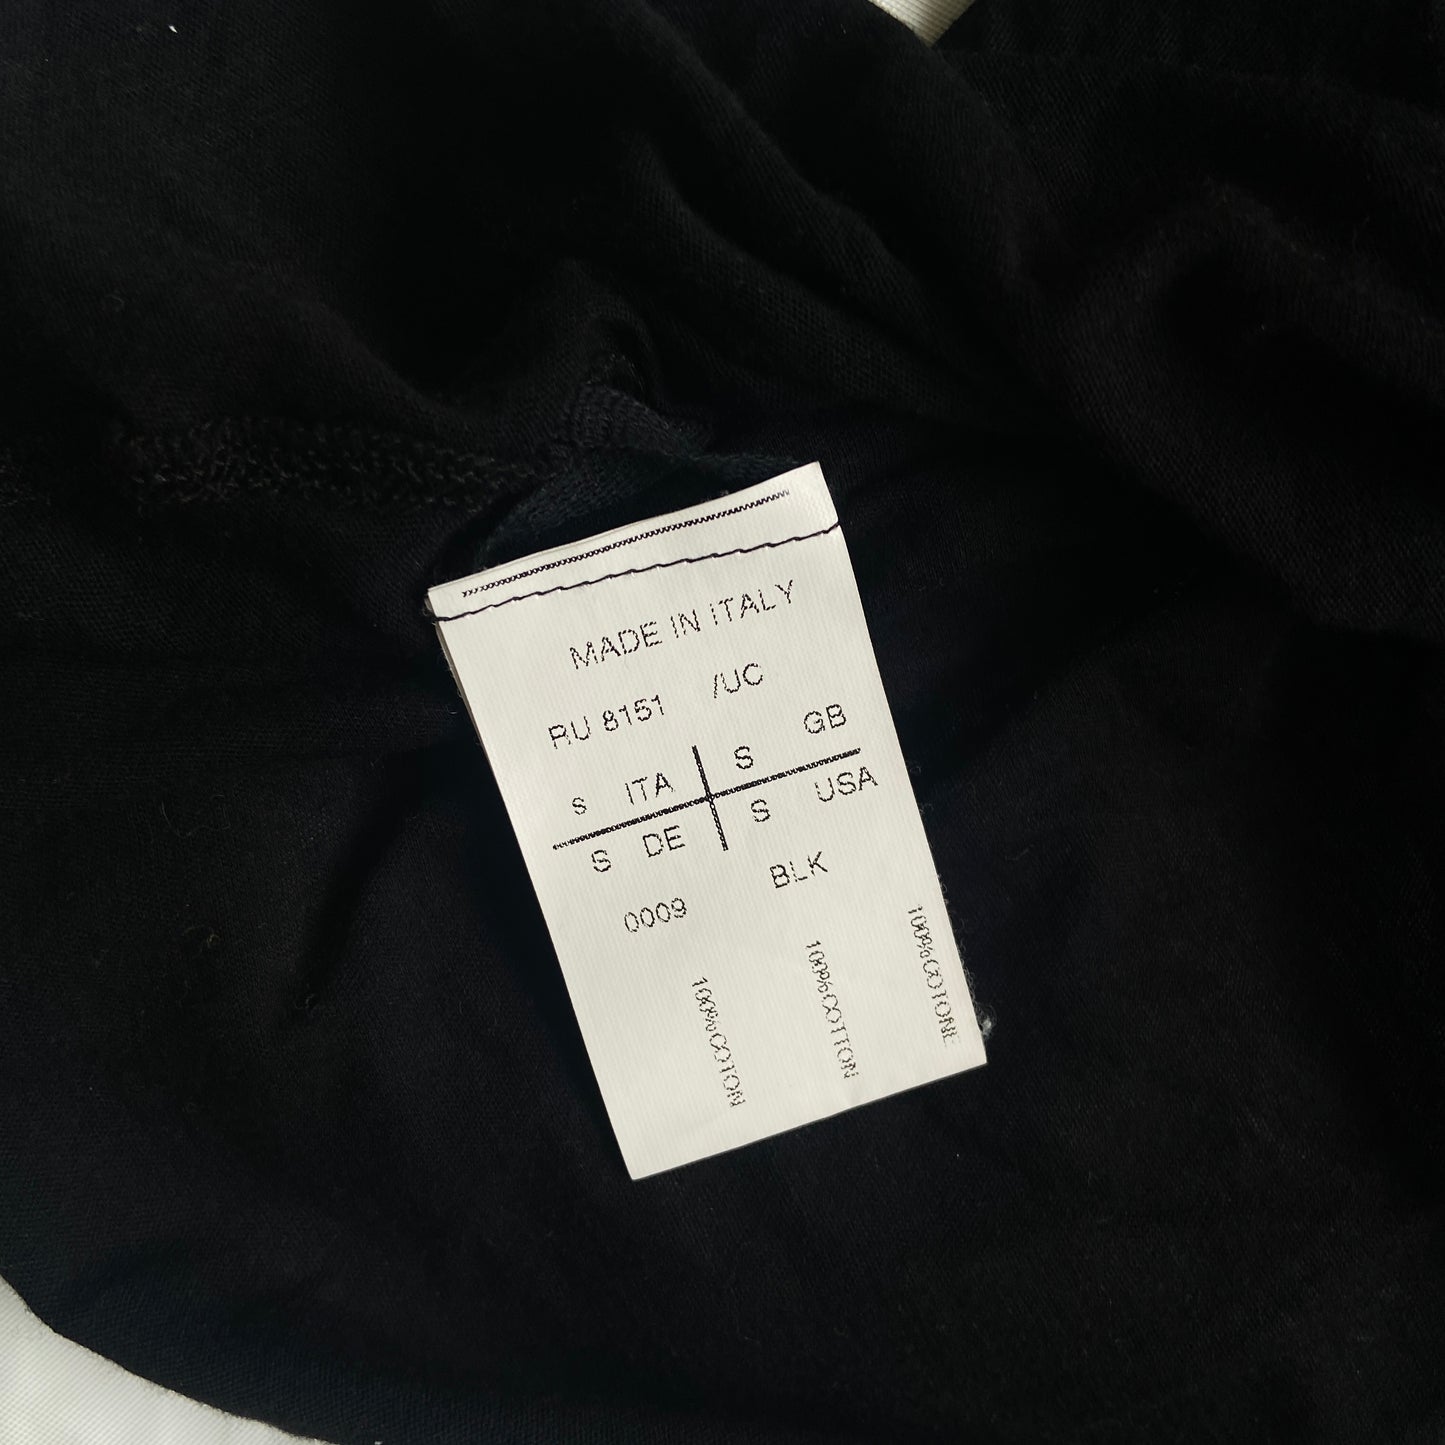 MADE IN ITALY
RU 8151 /UC
S ITA S GB
S DE S USA
0009 BLK
100%COTONE
100%COTTON
100%COTON